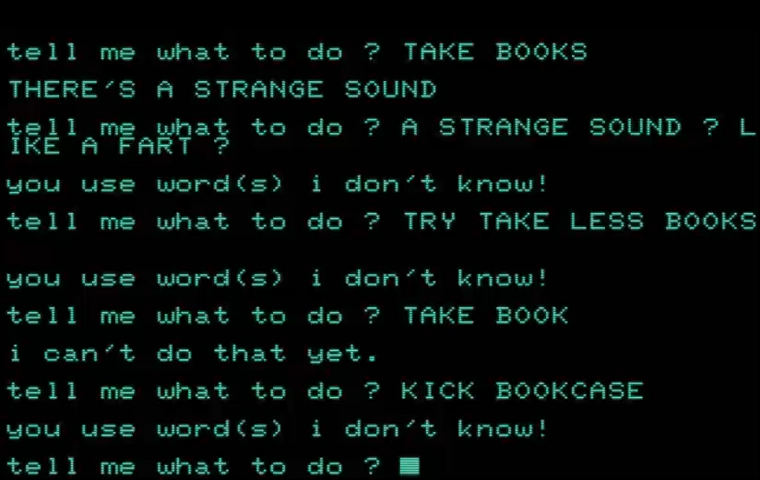 tell me what to do ? TAKE BOOKS
THERE'S A STRANGE SOUND
tell me what to do ? A STRANGE SOUND ? L
IKE A FART ?
you use word(s) i don't know!
tell me what to do ? TRY TAKE LESS BOOKS
you use word(s) i don't know!
tell me what to do ? TAKE BOOK
i can't do that yet.
tell me what to do ? KICK BOOKCASE
you use word(s) i don't know!
tell me what to do ?